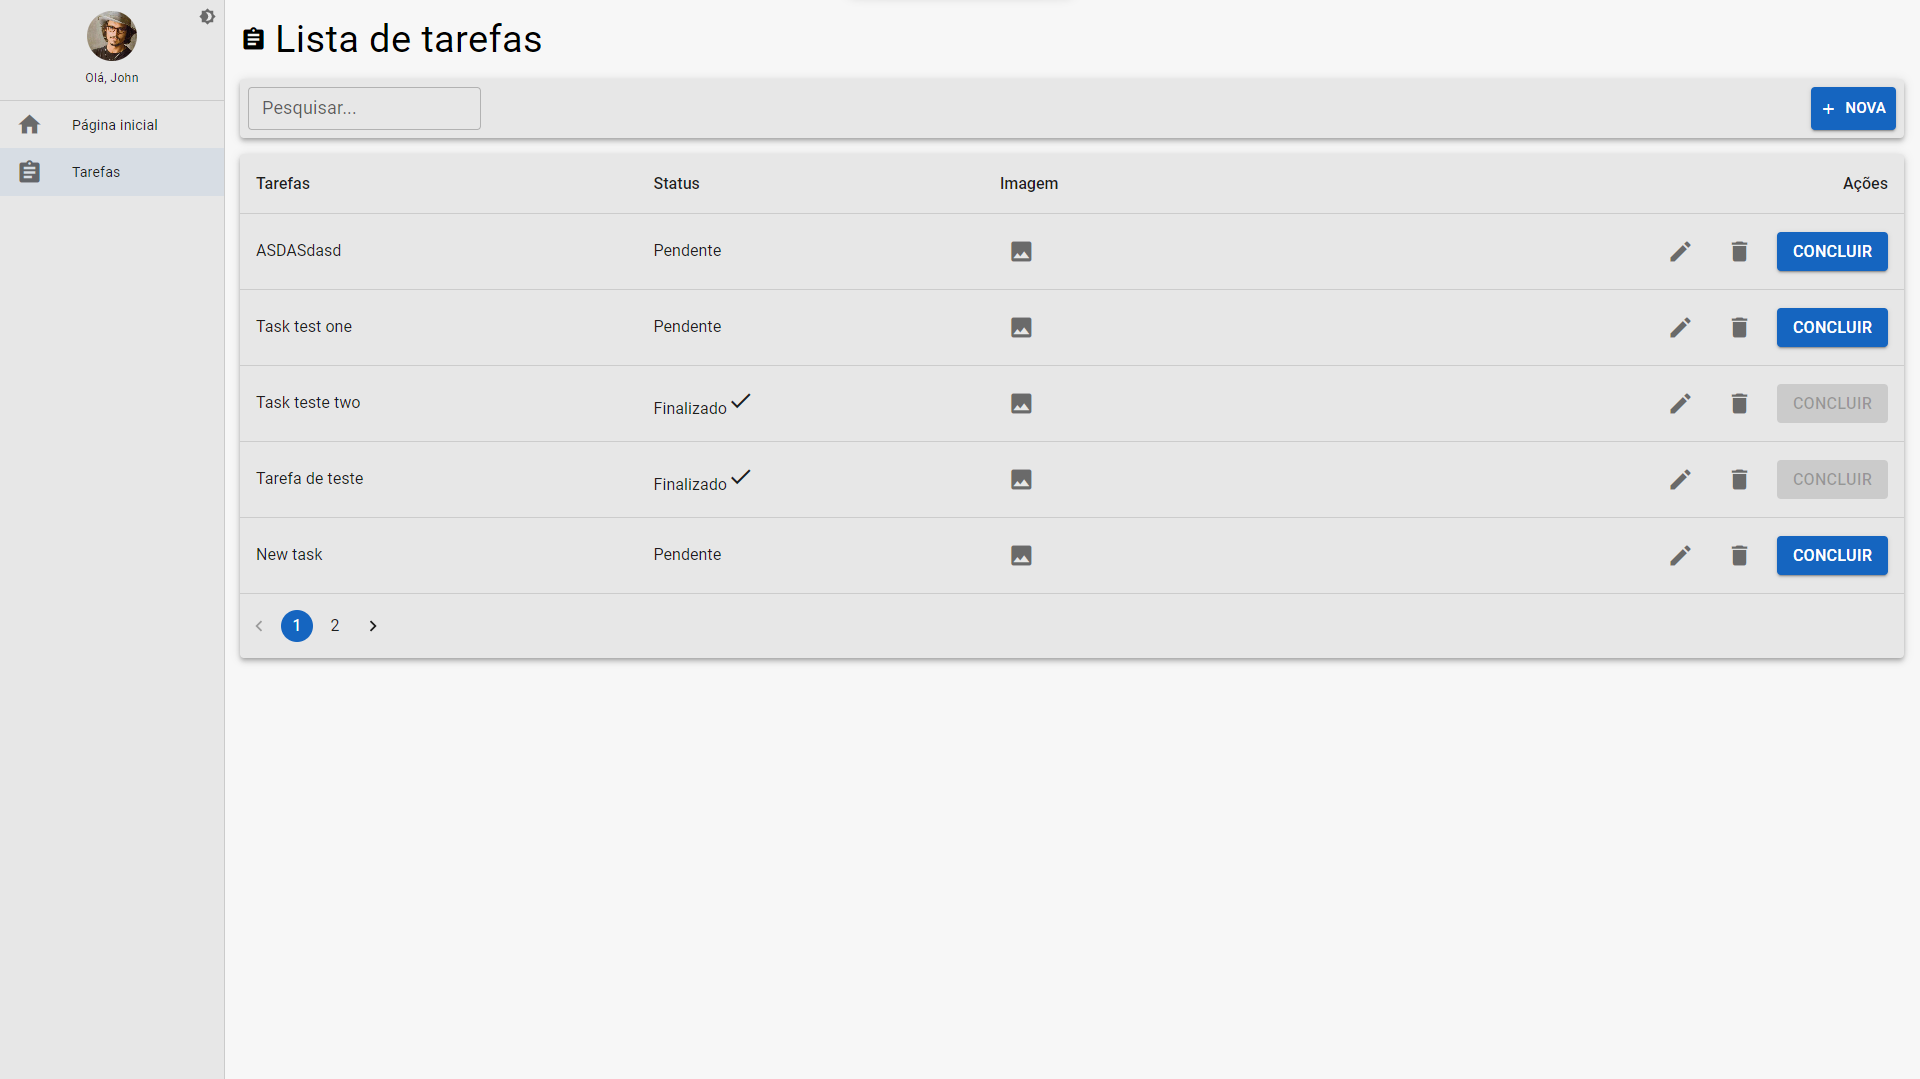 Olá, John
Página inicial
Tarefas
Lista de tarefas
Pesquisar...
+ NOVA
Tarefas Status Imagem Ações
ASDASdasd Pendente CONCLUIR
Task test one Pendente CONCLUIR
Task teste two Finalizado CONCLUIR
Tarefa de teste Finalizado CONCLUIR
New task Pendente CONCLUIR
1 2